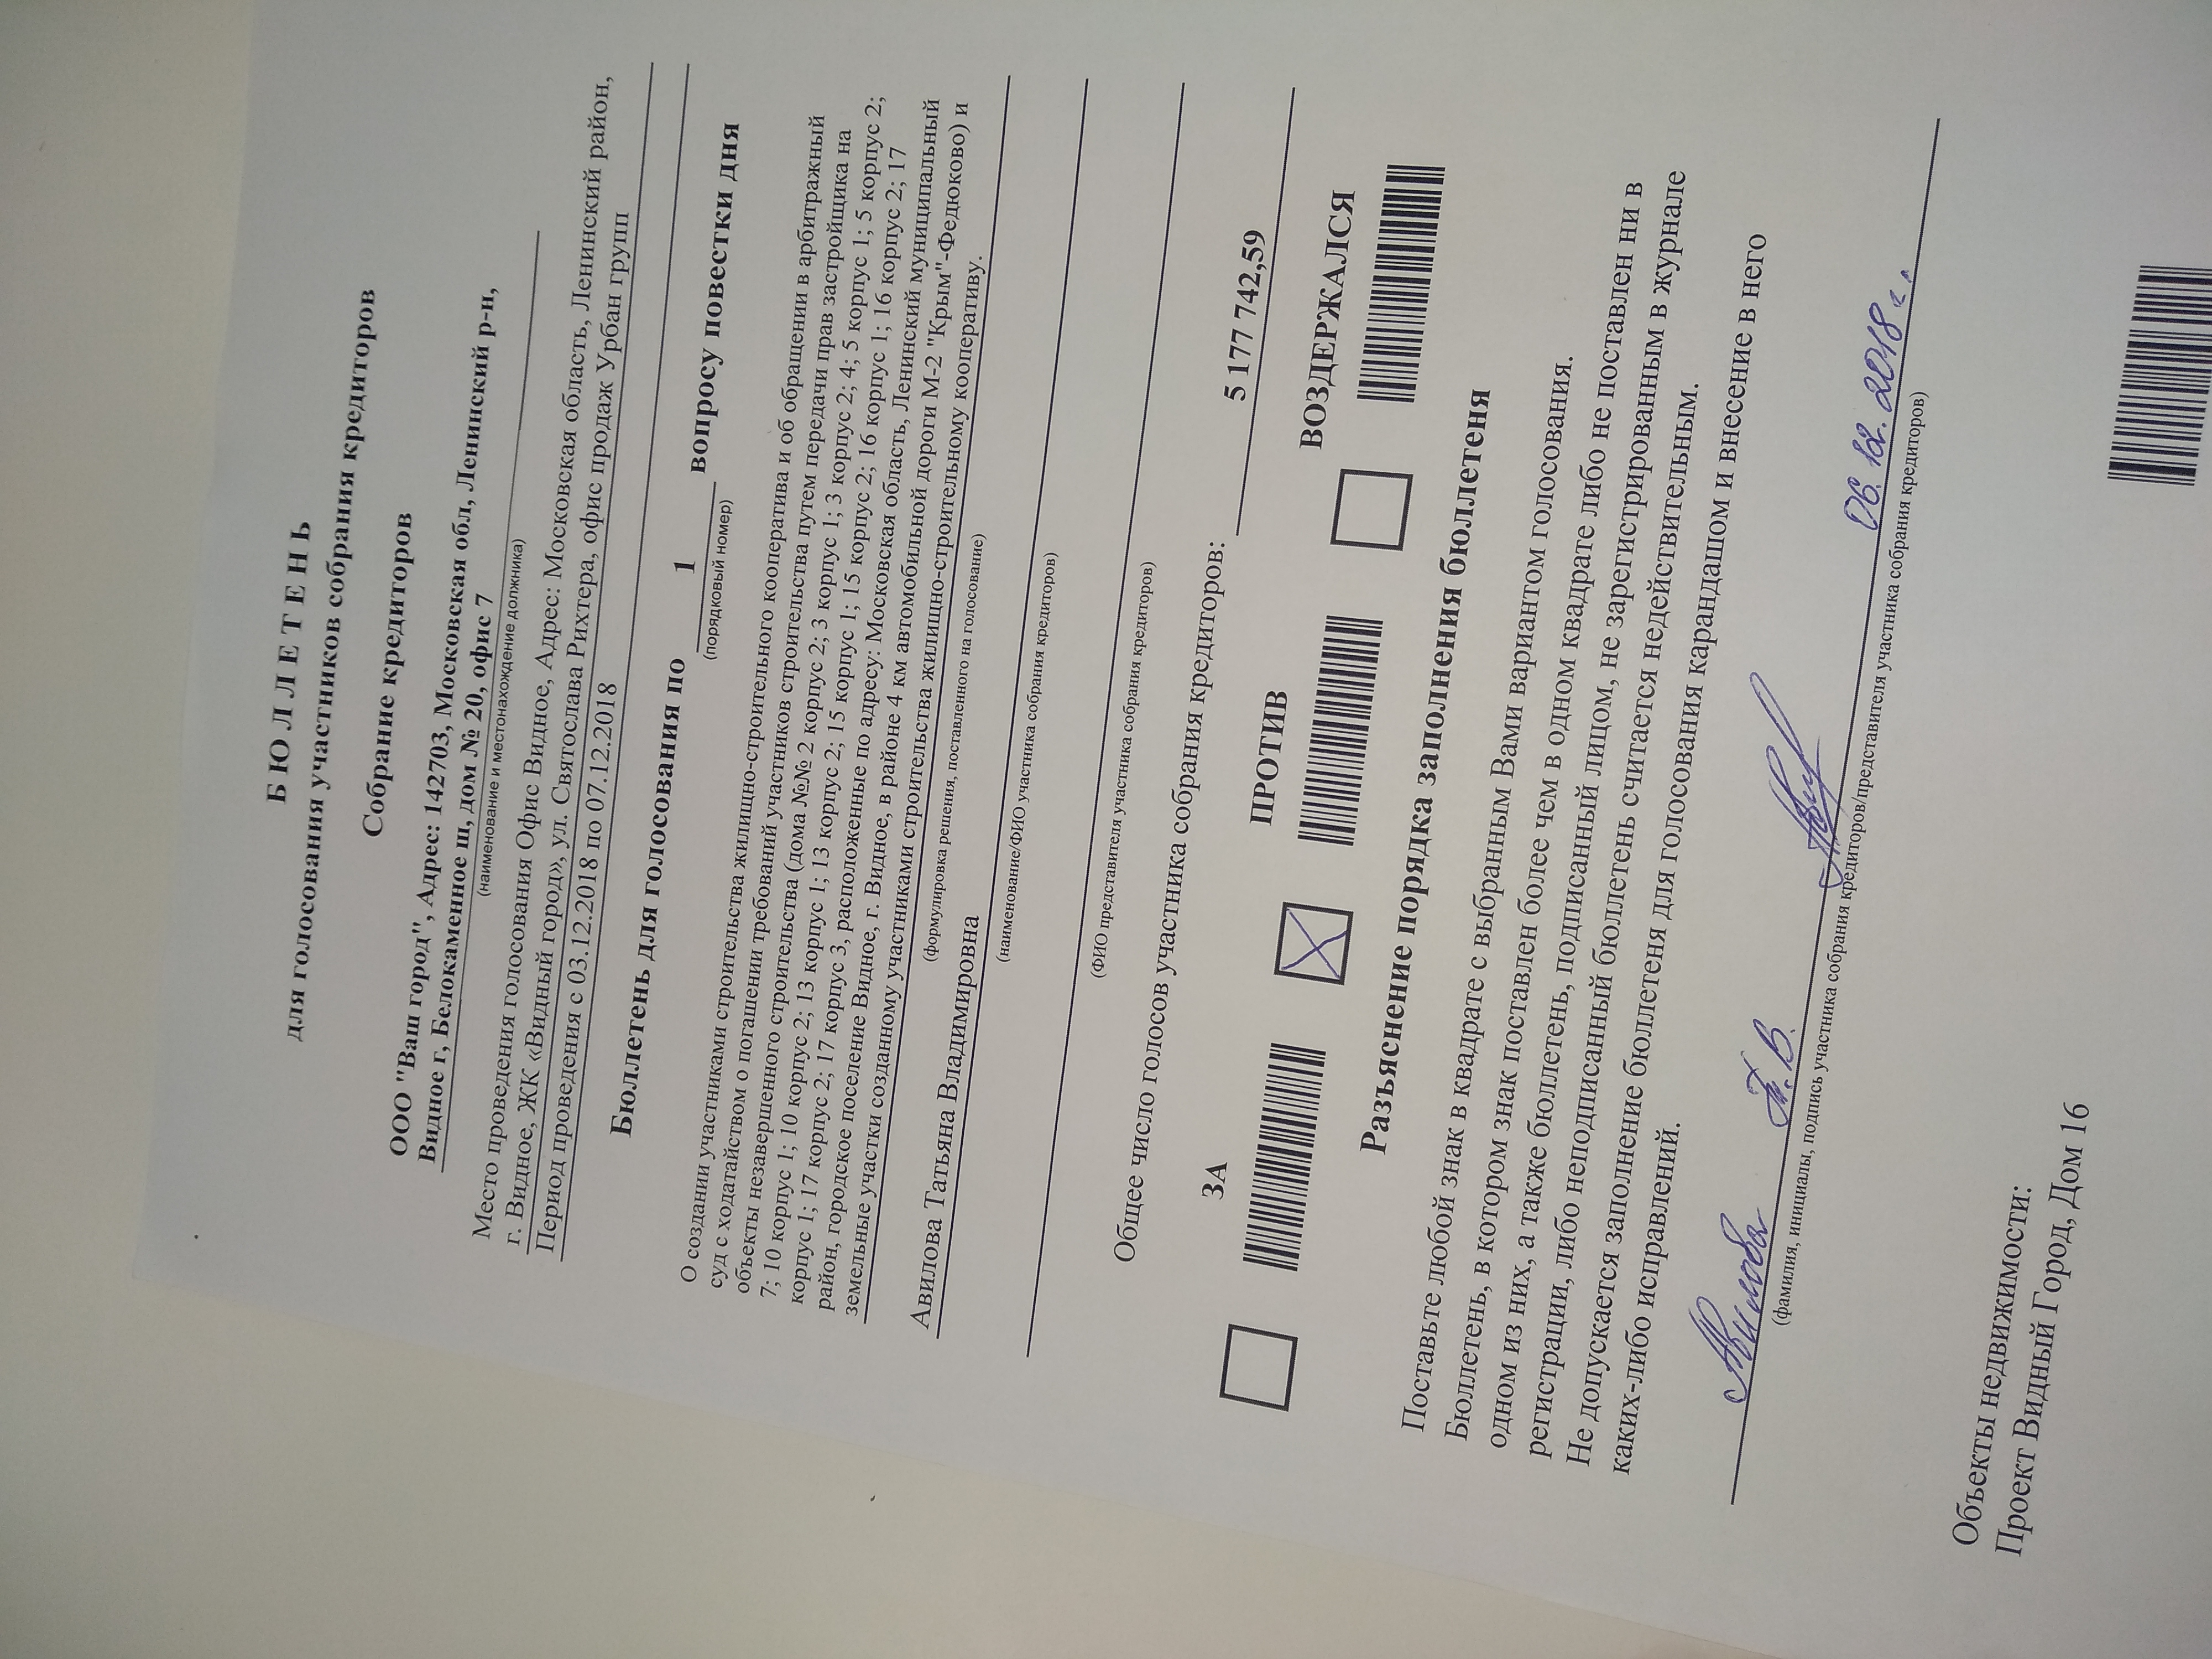 БЮЛЛЕТЕНЬ
для голосования участников собрания кредиторов
Собрание кредиторов
ООО "Ваш город", Адрес: 142703, Московская обл, Ленинский р-н,
Видное г, Белокаменное ш, дом № 20, офис 7
(наименование и местонахождение должника)
Место проведения голосования Офис Видное, Адрес: Московская область, Ленинский район,
г. Видное, ЖК «Видный город», ул. Святослава Рихтера, офис продаж Урбан групп
Период проведения с 03.12.2018 по 07.12.2018
Бюллетень для голосования по 1 вопросу повестки дня
(порядковый номер)
О создании участниками строительства жилищно-строительного кооператива и об обращении в арбитражный
суд с ходатайством о погашении требований участников строительства путем передачи прав застройщика на
объекты незавершенного строительства (дома №№ 2 корпус 2; 3 корпус 1; 3 корпус 2; 4; 5 корпус 1; 5 корпус 2;
7; 10 корпус 1; 10 корпус 2; 13 корпус 1; 13 корпус 2; 15 корпус 1; 15 корпус 2; 16 корпус 1; 16 корпус 2; 17
корпус 1; 17 корпус 2; 17 корпус 3, расположенные по адресу: Московская область, Ленинский муниципальный
район, городское поселение Видное, г. Видное, в районе 4 км автомобильной дороги М-2 "Крым"-Федюково) и
земельные участки созданному участниками строительства жилищно-строительному кооперативу.
(формулировка решения, поставленного на голосование)
Авилова Татьяна Владимировна
(наименование/ФИО участника собрания кредиторов)
(ФИО представителя участника собрания кредиторов)
Общее число голосов участника собрания кредиторов: 5 177 742,59
ЗА
ПРОТИВ
ВОЗДЕРЖАЛСЯ
Разъяснение порядка заполнения бюллетеня
Поставьте любой знак в квадрате с выбранным Вами вариантом голосования.
Бюллетень, в котором знак поставлен более чем в одном квадрате либо не поставлен ни в
одном из них, а также бюллетень, подписанный лицом, не зарегистрированным в журнале
регистрации, либо неподписанный бюллетень считается недействительным.
Не допускается заполнение бюллетеня для голосования карандашом и внесение в него
каких-либо исправлений.
Авилова Т.В. 06.12.2018 г.
(фамилия, инициалы, подпись участника собрания кредиторов/представителя участника собрания кредиторов)
Объекты недвижимости:
Проект Видный Город, Дом 16